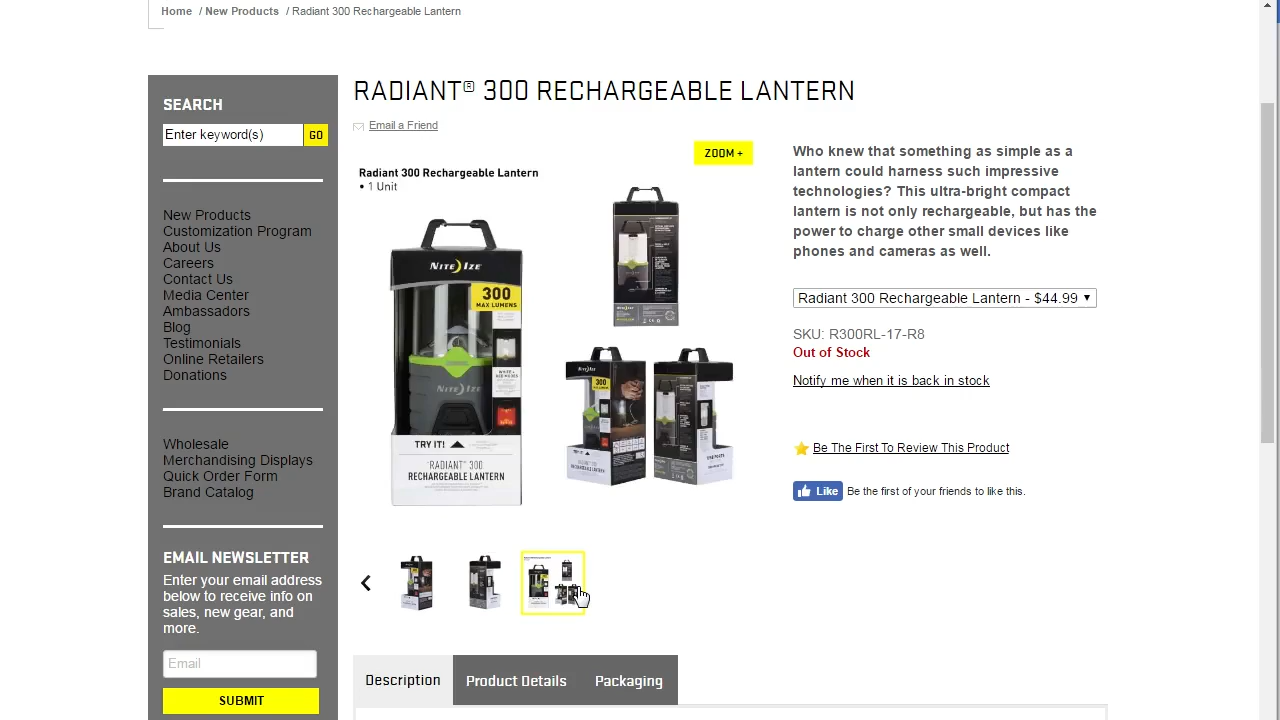 Home / New Products / Radiant 300 Rechargeable Lantern
SEARCH
Enter keyword(s)
GO
New Products
Customization Program
About Us
Careers
Contact Us
Media Center
Ambassadors
Blog
Testimonials
Online Retailers
Donations
Wholesale
Merchandising Displays
Quick Order Form
Brand Catalog
EMAIL NEWSLETTER
Enter your email address
below to receive info on
sales, new gear, and
more.
Email
SUBMIT
RADIANT® 300 RECHARGEABLE LANTERN
Email a Friend
ZOOM +
Radiant 300 Rechargeable Lantern
• 1 Unit
NITE IZE
300
MAX LUMENS
WHITE +
RED MODES
NITE IZE
TRY IT!
RADIANT® 300
RECHARGEABLE LANTERN
300
Who knew that something as simple as a
lantern could harness such impressive
technologies? This ultra-bright compact
lantern is not only rechargeable, but has the
power to charge other small devices like
phones and cameras as well.
Radiant 300 Rechargeable Lantern - $44.99
SKU: R300RL-17-R8
Out of Stock
Notify me when it is back in stock
Be The First To Review This Product
Like
Be the first of your friends to like this.
Description
Product Details
Packaging